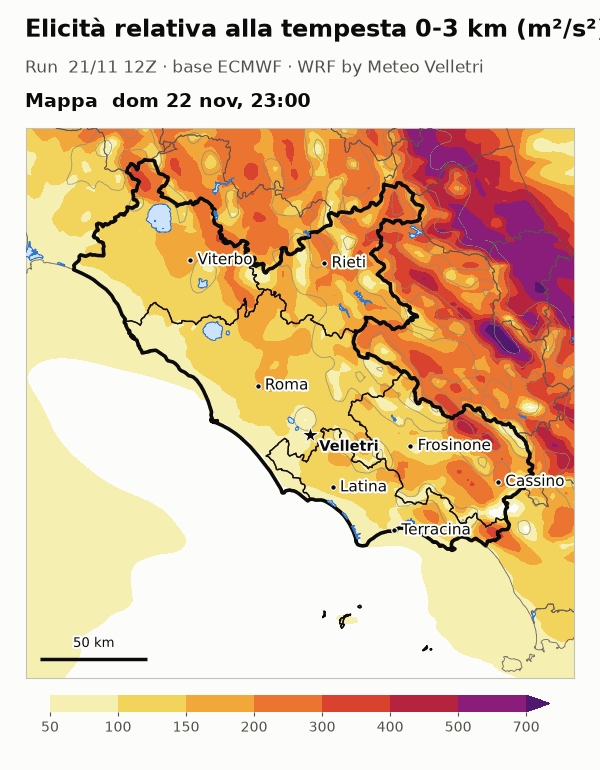 Elicità relativa alla tempesta 0-3 km (m²/s²)
Run 21/11 12Z · base ECMWF · WRF by Meteo Velletri
Mappa dom 22 nov, 23:00
Viterbo
Rieti
Roma
Velletri
Frosinone
Cassino
Latina
Terracina
50 km
50 100 150 200 300 400 500 700